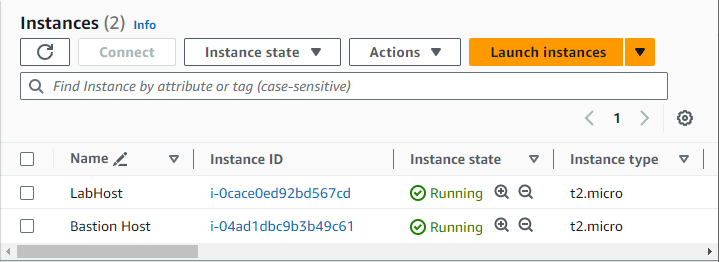 Instances (2) Info
Connect Instance state Actions Launch instances
Find Instance by attribute or tag (case-sensitive)
1
Name Instance ID Instance state Instance type
LabHost i-0cace0ed92bd567cd Running t2.micro
Bastion Host i-04ad1dbc9b3b49c61 Running t2.micro